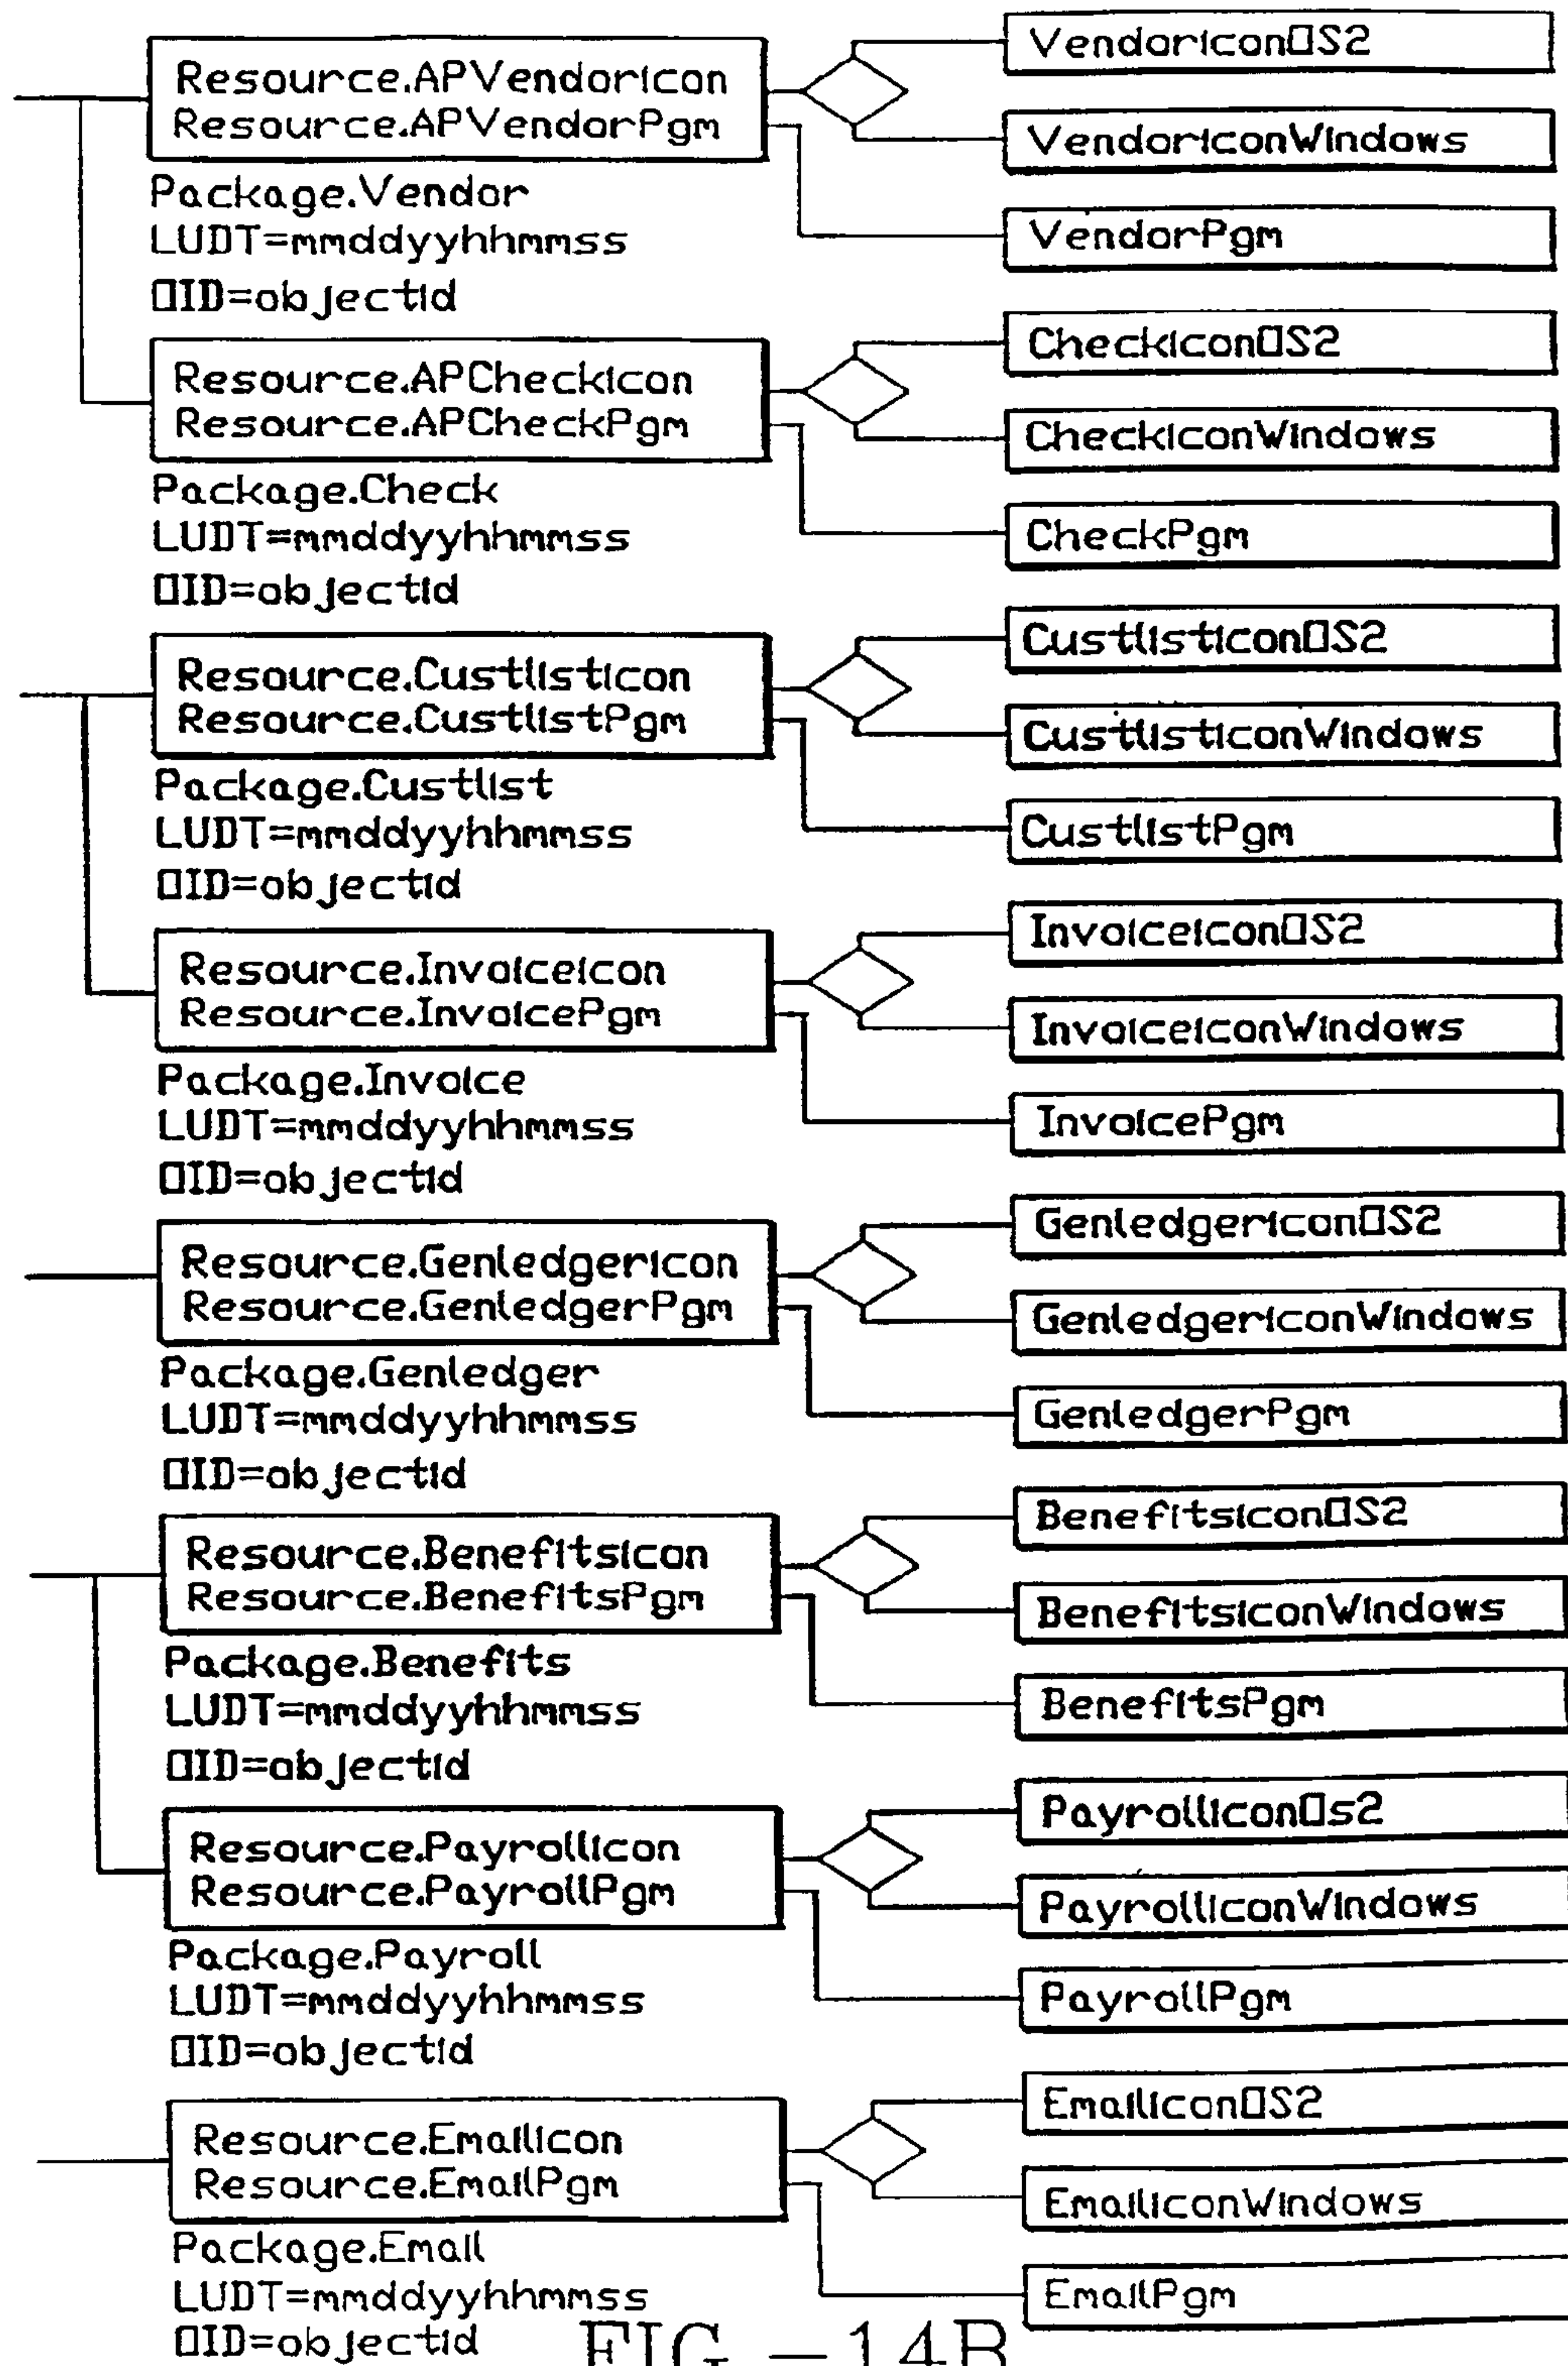 Resource.APVendoricon
Resource.APVendorPgm
Package.Vendor
LUDT=mmddyyhhmmss
OID=objectid
VendoriconOS2
VendoriconWindows
VendorPgm
Resource.APCheckicon
Resource.APCheckPgm
Package.Check
LUDT=mmddyyhhmmss
OID=objectid
CheckiconOS2
CheckiconWindows
CheckPgm
Resource.Custlisticon
Resource.CustlistPgm
Package.Custlist
LUDT=mmddyyhhmmss
OID=objectid
CustlisticonOS2
CustlisticonWindows
CustlistPgm
Resource.Invoiceicon
Resource.InvoicePgm
Package.Invoice
LUDT=mmddyyhhmmss
OID=objectid
InvoiceiconOS2
InvoiceiconWindows
InvoicePgm
Resource.Genledgericon
Resource.GenledgerPgm
Package.Genledger
LUDT=mmddyyhhmmss
OID=objectid
GenledgericonOS2
GenledgericonWindows
GenledgerPgm
Resource.Benefitsicon
Resource.BenefitsPgm
Package.Benefits
LUDT=mmddyyhhmmss
OID=objectid
BenefitsiconOS2
BenefitsiconWindows
BenefitsPgm
Resource.Payrollicon
Resource.PayrollPgm
Package.Payroll
LUDT=mmddyyhhmmss
OID=objectid
PayrolliconOs2
PayrolliconWindows
PayrollPgm
Resource.Emailicon
Resource.EmailPgm
Package.Email
LUDT=mmddyyhhmmss
OID=objectid
EmailiconOS2
EmailiconWindows
EmailPgm
FIG.-14B